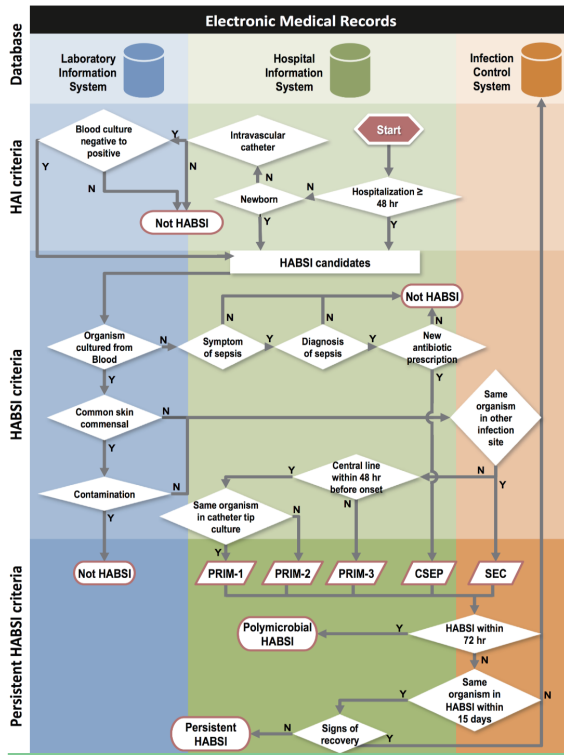 Electronic Medical Records
Database
Laboratory
Information
System
Hospital
Information
System
Infection
Control
System
HAI criteria
Blood culture
negative to
positive
Y
Intravascular
catheter
Start
Y
N
N
N
Newborn
N
Hospitalization ≥
48 hr
Not HABSI
Y
Y
HABSI candidates
HABSI criteria
Not HABSI
Organism
cultured from
Blood
N
N
Symptom
of sepsis
Y
N
Diagnosis
of sepsis
Y
N
New
antibiotic
prescription
Y
Y
Common skin
commensal
N
Same
organism
in other
infection
site
Y
Contamination
N
Y
Central line
within 48 hr
before onset
N
Y
Same organism
in catheter tip
culture
N
N
Y
Y
Not HABSI
PRIM-1
PRIM-2
PRIM-3
CSEP
SEC
Persistent HABSI criteria
Polymicrobial
HABSI
Y
HABSI within
72 hr
N
Y
Same
organism in
HABSI within
15 days
N
Persistent
HABSI
N
Signs of
recovery
Y